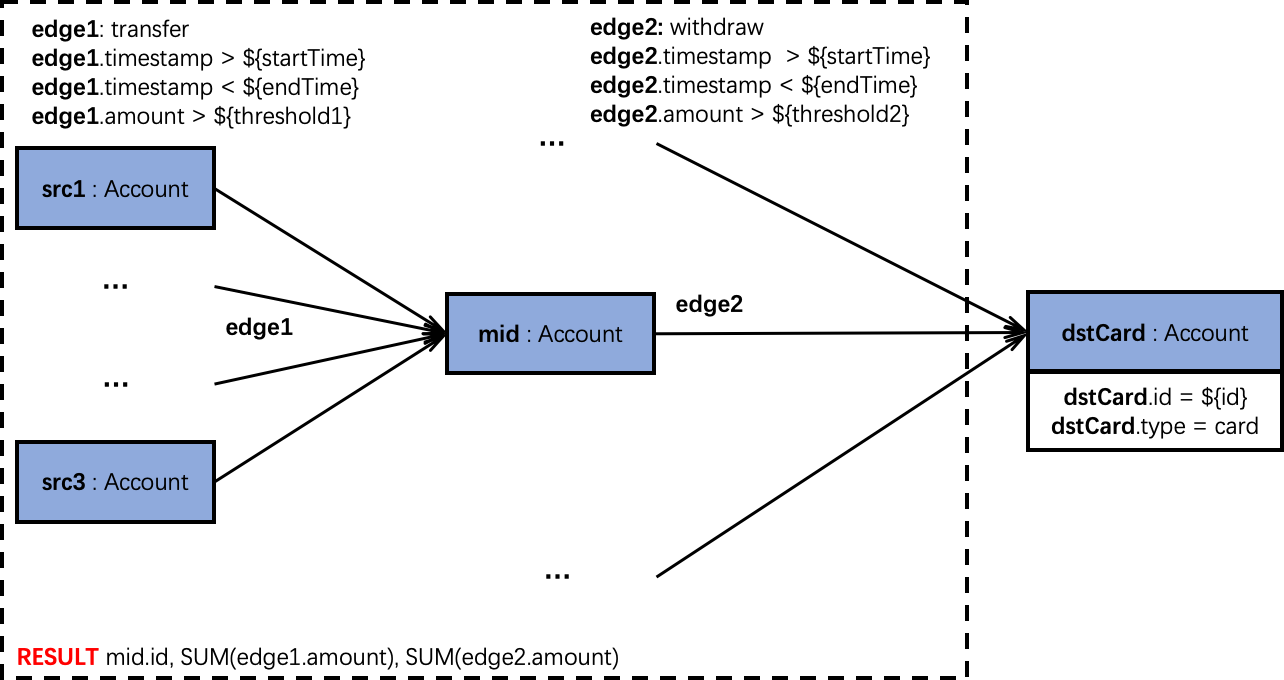 edge1: transfer
edge1.timestamp > ${startTime}
edge1.timestamp < ${endTime}
edge1.amount > ${threshold1}
edge2: withdraw
edge2.timestamp > ${startTime}
edge2.timestamp < ${endTime}
edge2.amount > ${threshold2}
...
src1 : Account
...
edge1
...
src3 : Account
mid : Account
edge2
...
dstCard : Account
dstCard.id = ${id}
dstCard.type = card
RESULT mid.id, SUM(edge1.amount), SUM(edge2.amount)